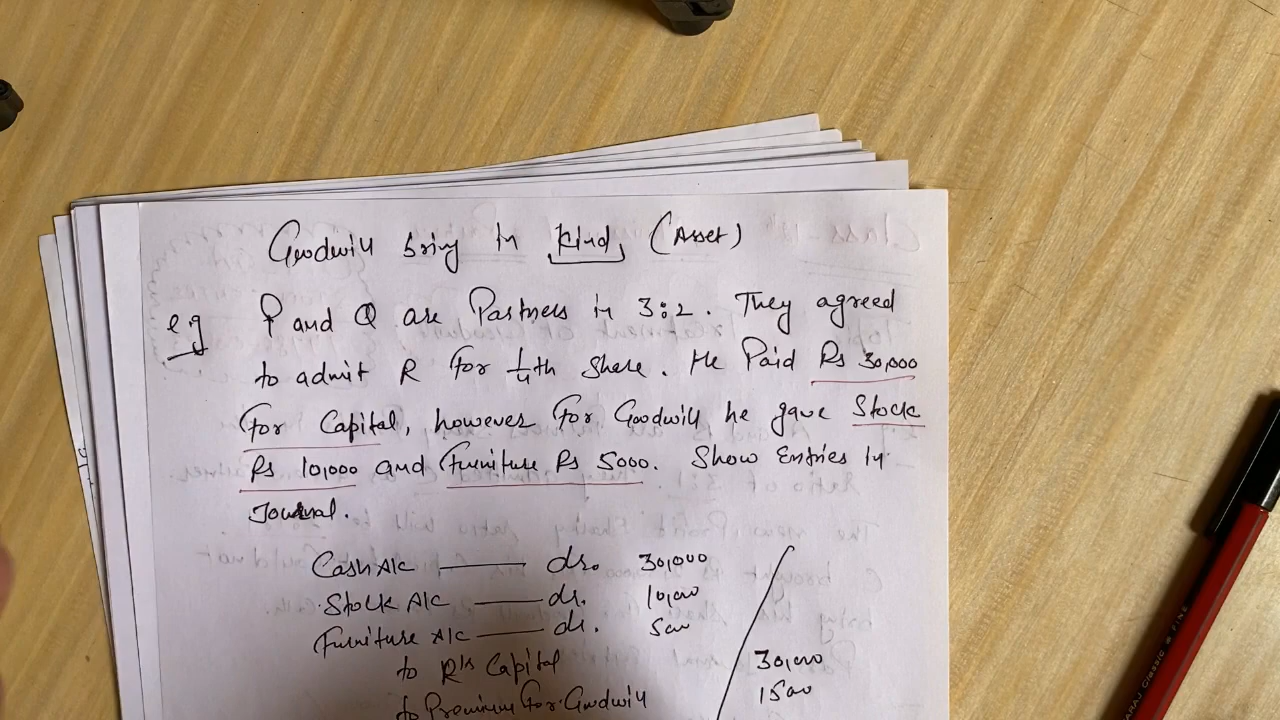 Goodwill bring in Kind (Asset)
eg P and Q are Partners in 3:2. They agreed
to admit R for 1/4th Share. He Paid Rs 30,000
for Capital, however for Goodwill he gave Stock
Rs 10,000 and Furniture Rs 5000. Show Entries in
Journal.
Cash A/c — dr. 30,000
Stock A/c — dr. 10,000
Furniture A/c — dr. 5000
to R's Capital 30,000
to Premium for Goodwill 15000
Classic FINE